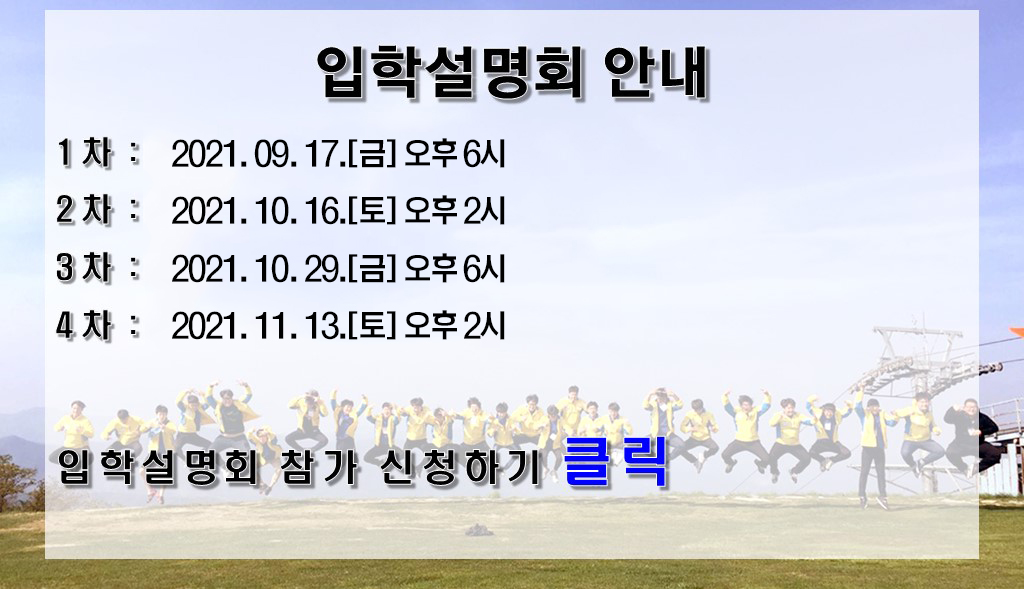 입학설명회 안내
1차 : 2021.09.17.[금] 오후 6시
2차 : 2021.10.16.[토] 오후 2시
3차 : 2021.10.29.[금] 오후 6시
4차 : 2021.11.13.[토] 오후 2시
입학설명회 참가 신청하기 클릭